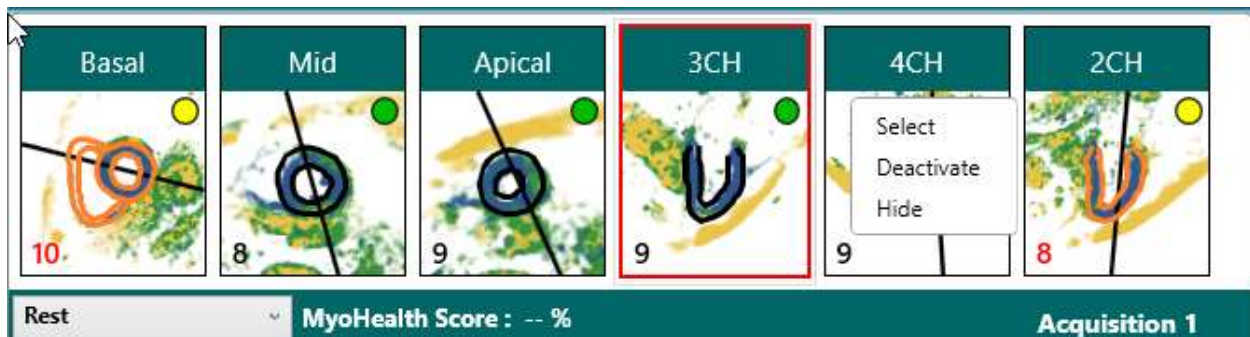 Basal
Mid
Apical
3CH
4CH
2CH
Select
Deactivate
Hide
10
8
9
9
9
8
Rest
MyoHealth Score : -- %
Acquisition 1